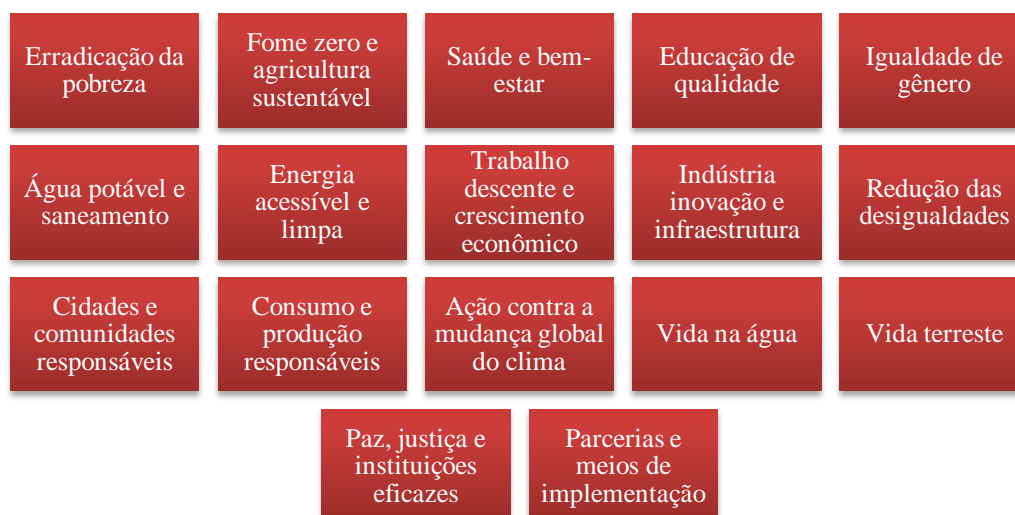 Erradicação da
pobreza
Fome zero e
agricultura
sustentável
Saúde e bem-
estar
Educação de
qualidade
Igualdade de
gênero
Água potável e
saneamento
Energia
acessível e
limpa
Trabalho
descente e
crescimento
econômico
Indústria
inovação e
infraestrutura
Redução das
desigualdades
Cidades e
comunidades
responsáveis
Consumo e
produção
responsáveis
Ação contra a
mudança global
do clima
Vida na água
Vida terreste
Paz, justiça e
instituições
eficazes
Parcerias e
meios de
implementação